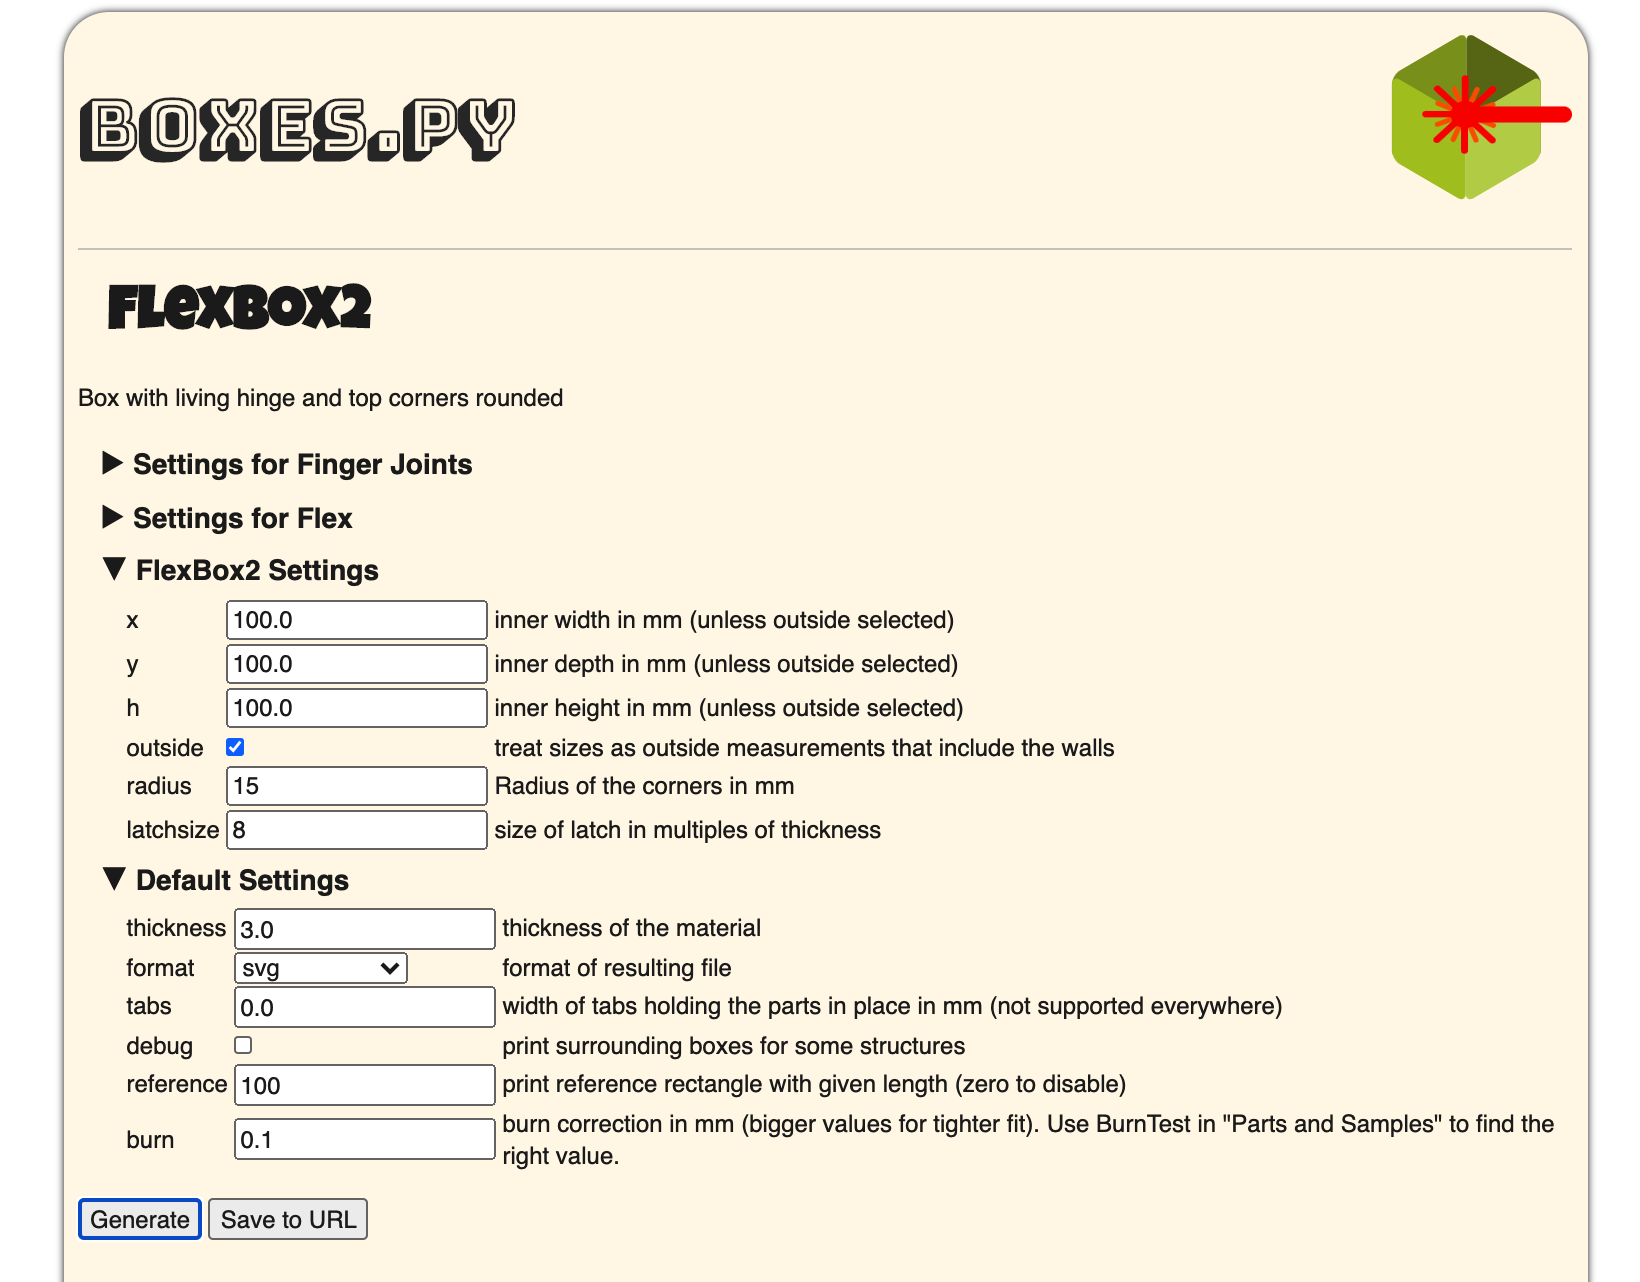 BOXES.PY
FlexBox2
Box with living hinge and top corners rounded
Settings for Finger Joints
Settings for Flex
FlexBox2 Settings
x 100.0 inner width in mm (unless outside selected)
y 100.0 inner depth in mm (unless outside selected)
h 100.0 inner height in mm (unless outside selected)
outside treat sizes as outside measurements that include the walls
radius 15 Radius of the corners in mm
latchsize 8 size of latch in multiples of thickness
Default Settings
thickness 3.0 thickness of the material
format svg format of resulting file
tabs 0.0 width of tabs holding the parts in place in mm (not supported everywhere)
debug print surrounding boxes for some structures
reference 100 print reference rectangle with given length (zero to disable)
burn 0.1 burn correction in mm (bigger values for tighter fit). Use BurnTest in "Parts and Samples" to find the
right value.
Generate Save to URL